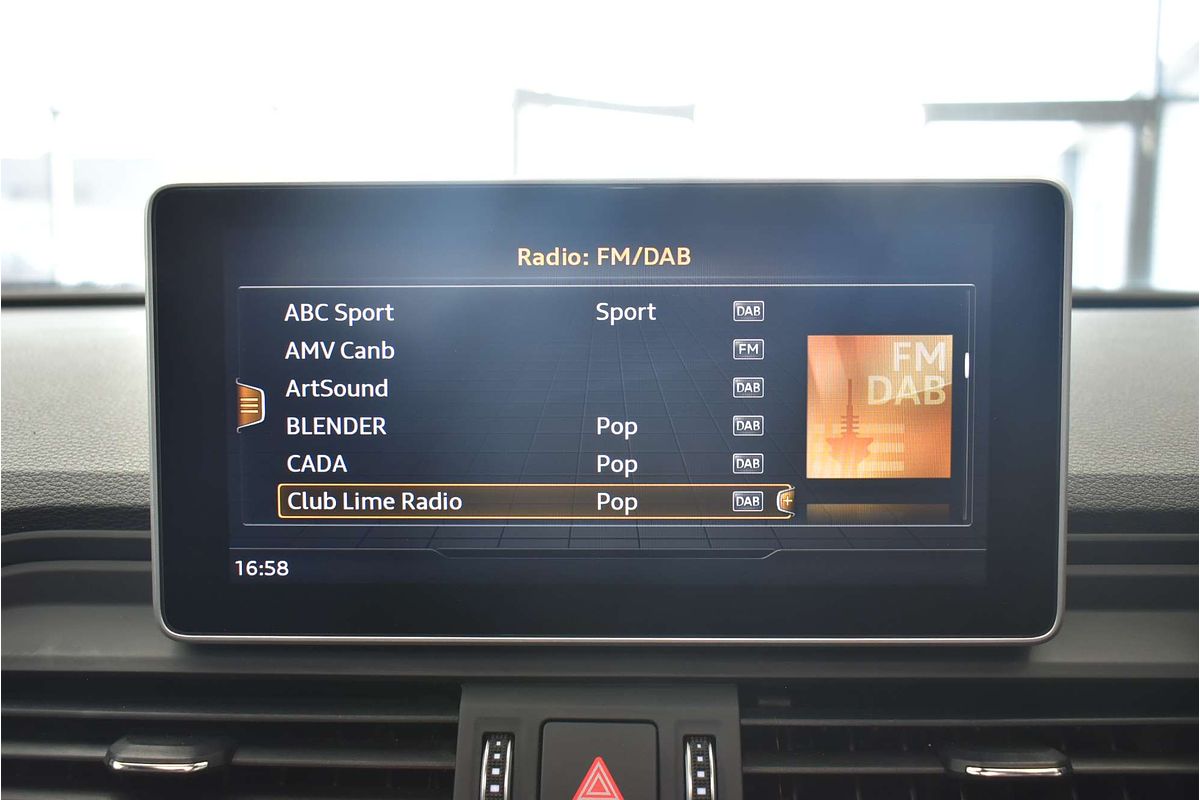 Radio: FM/DAB
ABC Sport Sport DAB
AMV Canb FM
ArtSound DAB
BLENDER Pop DAB
CADA Pop DAB
Club Lime Radio Pop DAB
FM
DAB
16:58